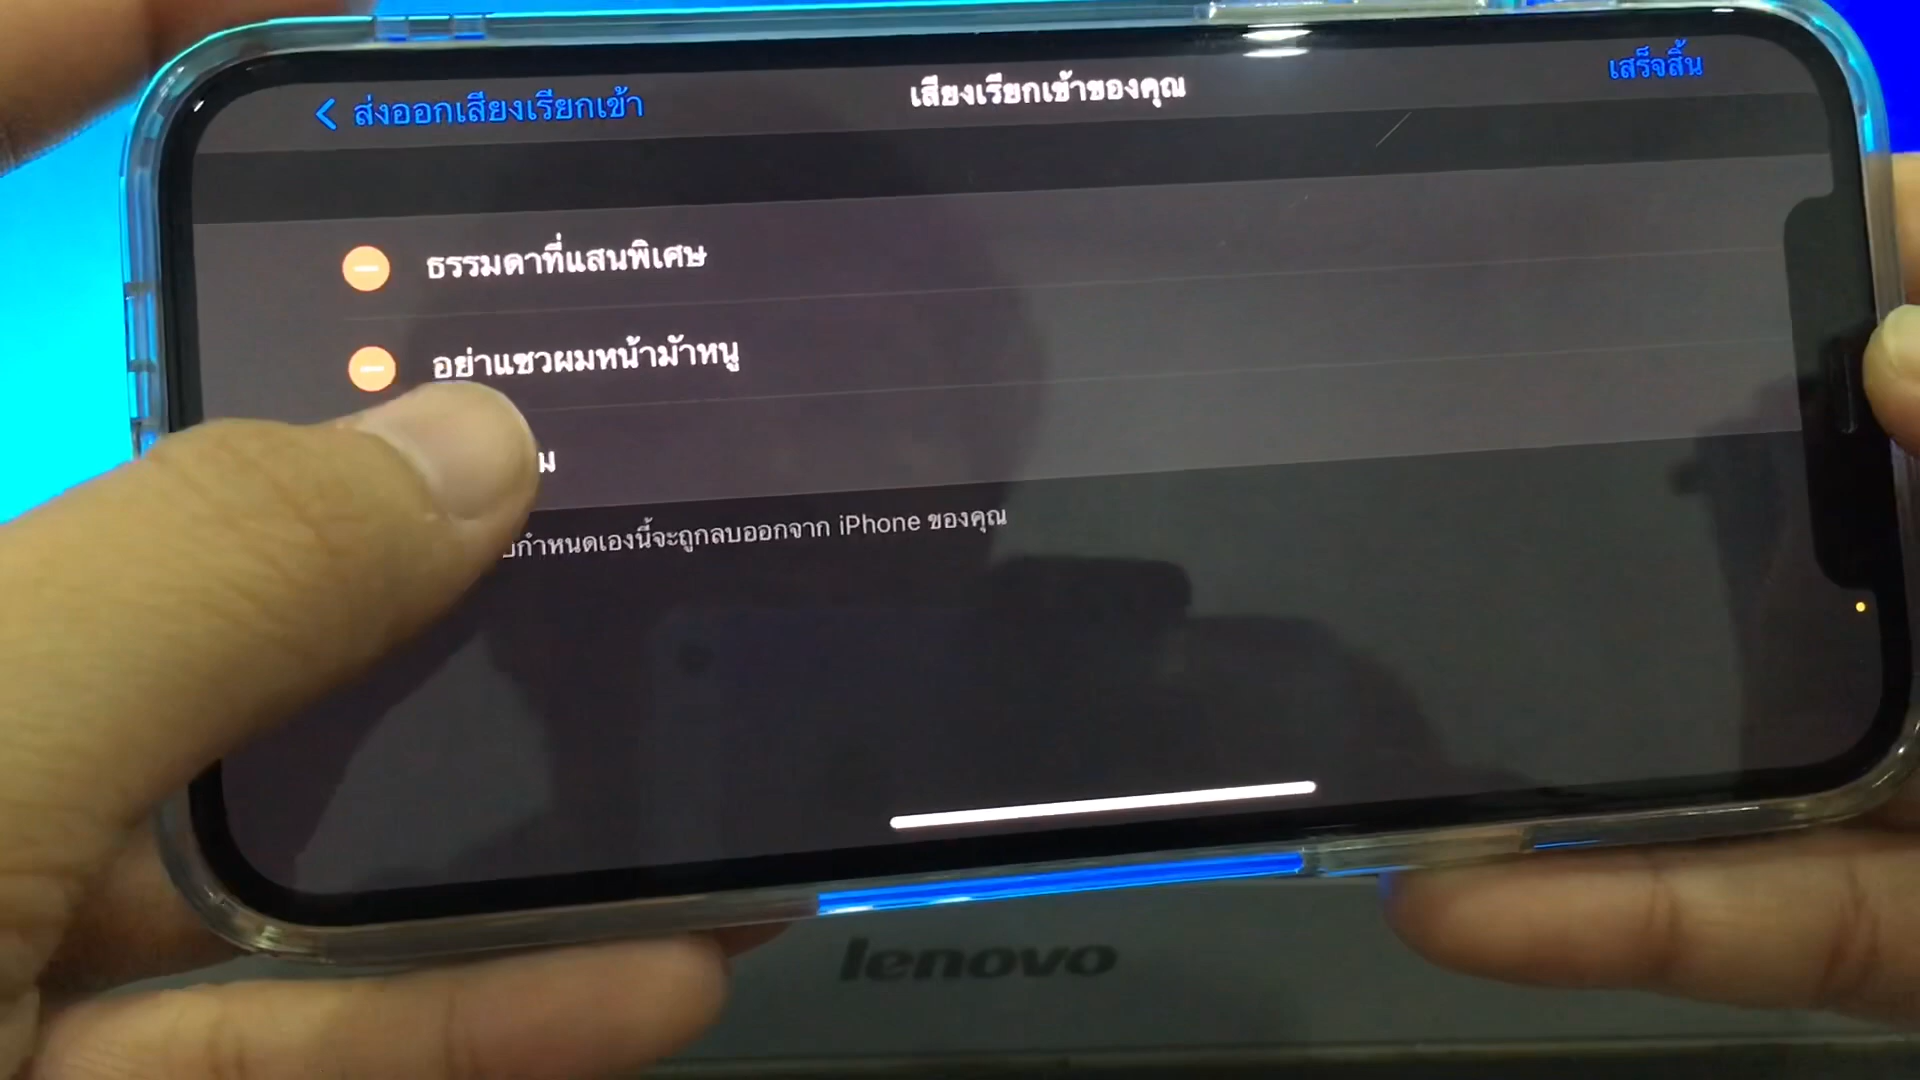 ส่งออกเสียงเรียกเข้า
เสียงเรียกเข้าของคุณ
เสร็จสิ้น
ธรรมดาที่แสนพิเศษ
อย่าแซวผมหน้าม้าหนู
กำหนดเองนี้จะถูกลบออกจาก iPhone ของคุณ
lenovo